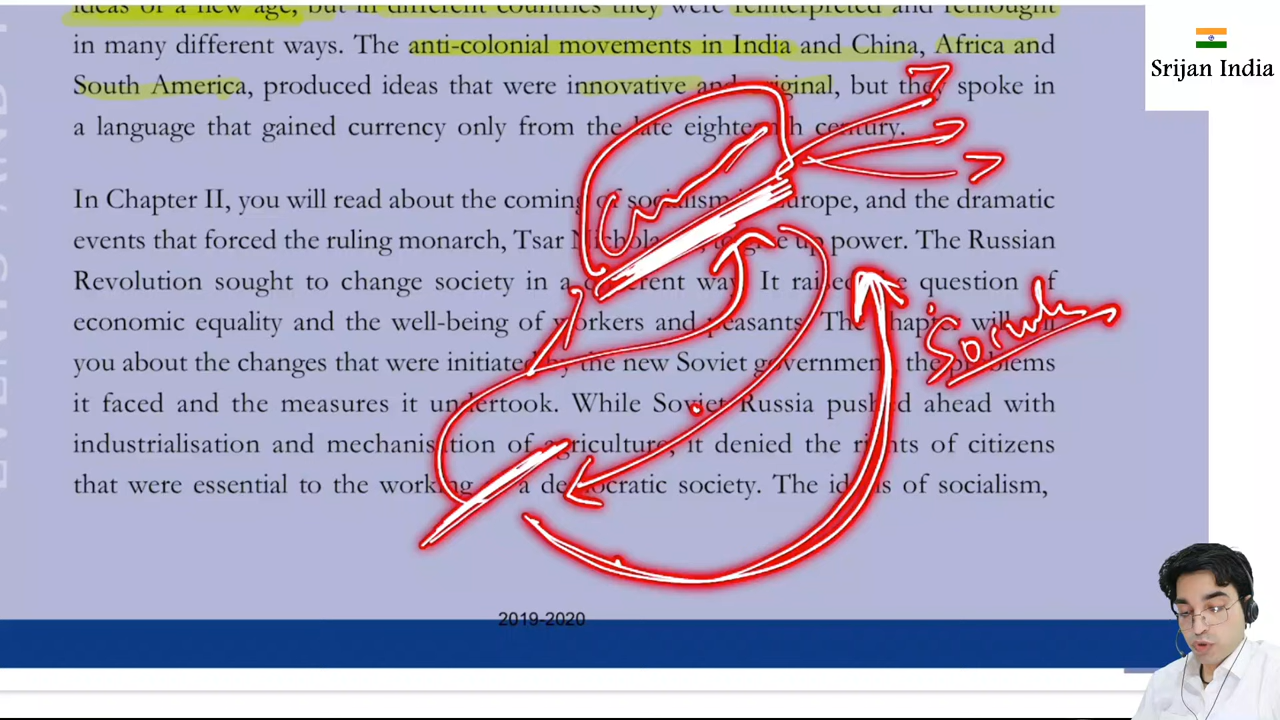 ideas of a new age, but in different countries they were reinterpreted and rethought
in many different ways. The anti-colonial movements in India and China, Africa and
South America, produced ideas that were innovative and original, but they spoke in
a language that gained currency only from the late eighteenth century.
In Chapter II, you will read about the coming of socialism in Europe, and the dramatic
events that forced the ruling monarch, Tsar Nicholas to give up power. The Russian
Revolution sought to change society in a different way. It raised the question of
economic equality and the well-being of workers and peasants. The chapter will tell
you about the changes that were initiated by the new Soviet government, the problems
it faced and the measures it undertook. While Soviet Russia pushed ahead with
industrialisation and mechanisation of agriculture, it denied the rights of citizens
that were essential to the working a democratic society. The ideals of socialism,
2019-2020
Srijan India